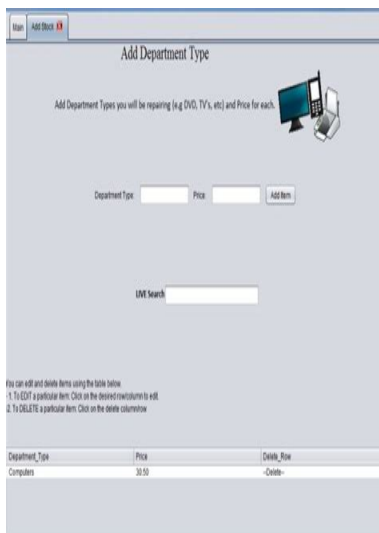 Main Add Stock
Add Department Type
Add Department Types you will be repairing (e.g DVD, TV's, etc) and Price for each.
Department Type Price Add Item
LIVE Search
You can edit and delete items using the table below.
1. To EDIT a particular item: Click on the desired row/column to edit.
2. To DELETE a particular item: Click on the delete column/row
Department_Type Price Delete_Row
Computers 30.50 --Delete--